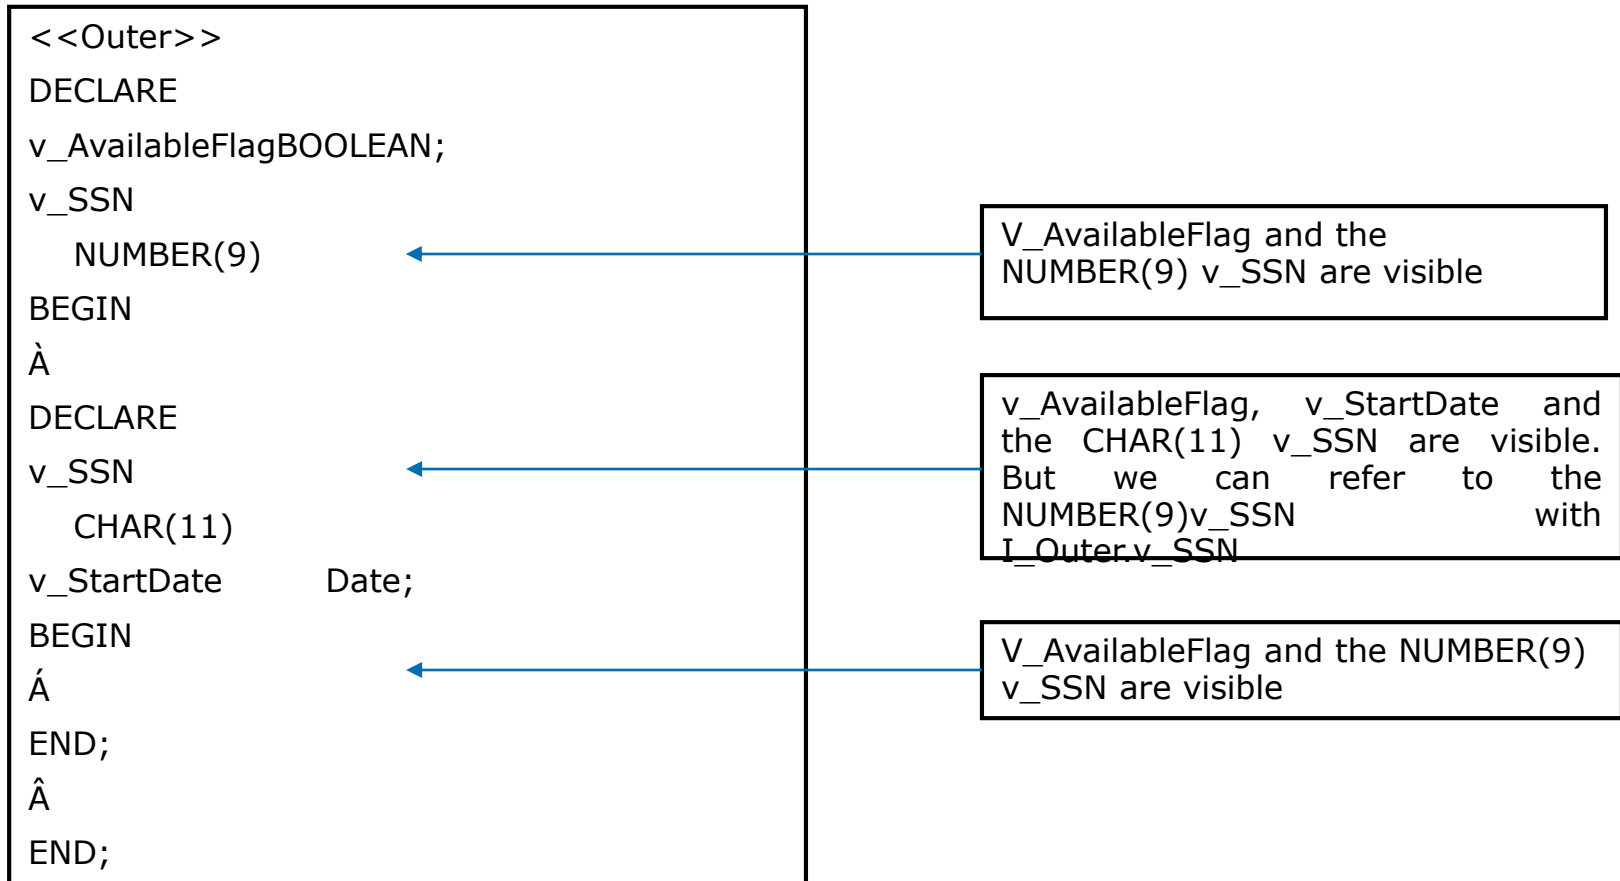 <<Outer>>
DECLARE
v_AvailableFlagBOOLEAN;
v_SSN
NUMBER(9)
BEGIN
À
DECLARE
v_SSN
CHAR(11)
v_StartDate Date;
BEGIN
Á
END;
Â
END;
V_AvailableFlag and the
NUMBER(9) v_SSN are visible
v_AvailableFlag, v_StartDate and
the CHAR(11) v_SSN are visible.
But we can refer to the
NUMBER(9)v_SSN with
I_Outer.v_SSN
V_AvailableFlag and the NUMBER(9)
v_SSN are visible